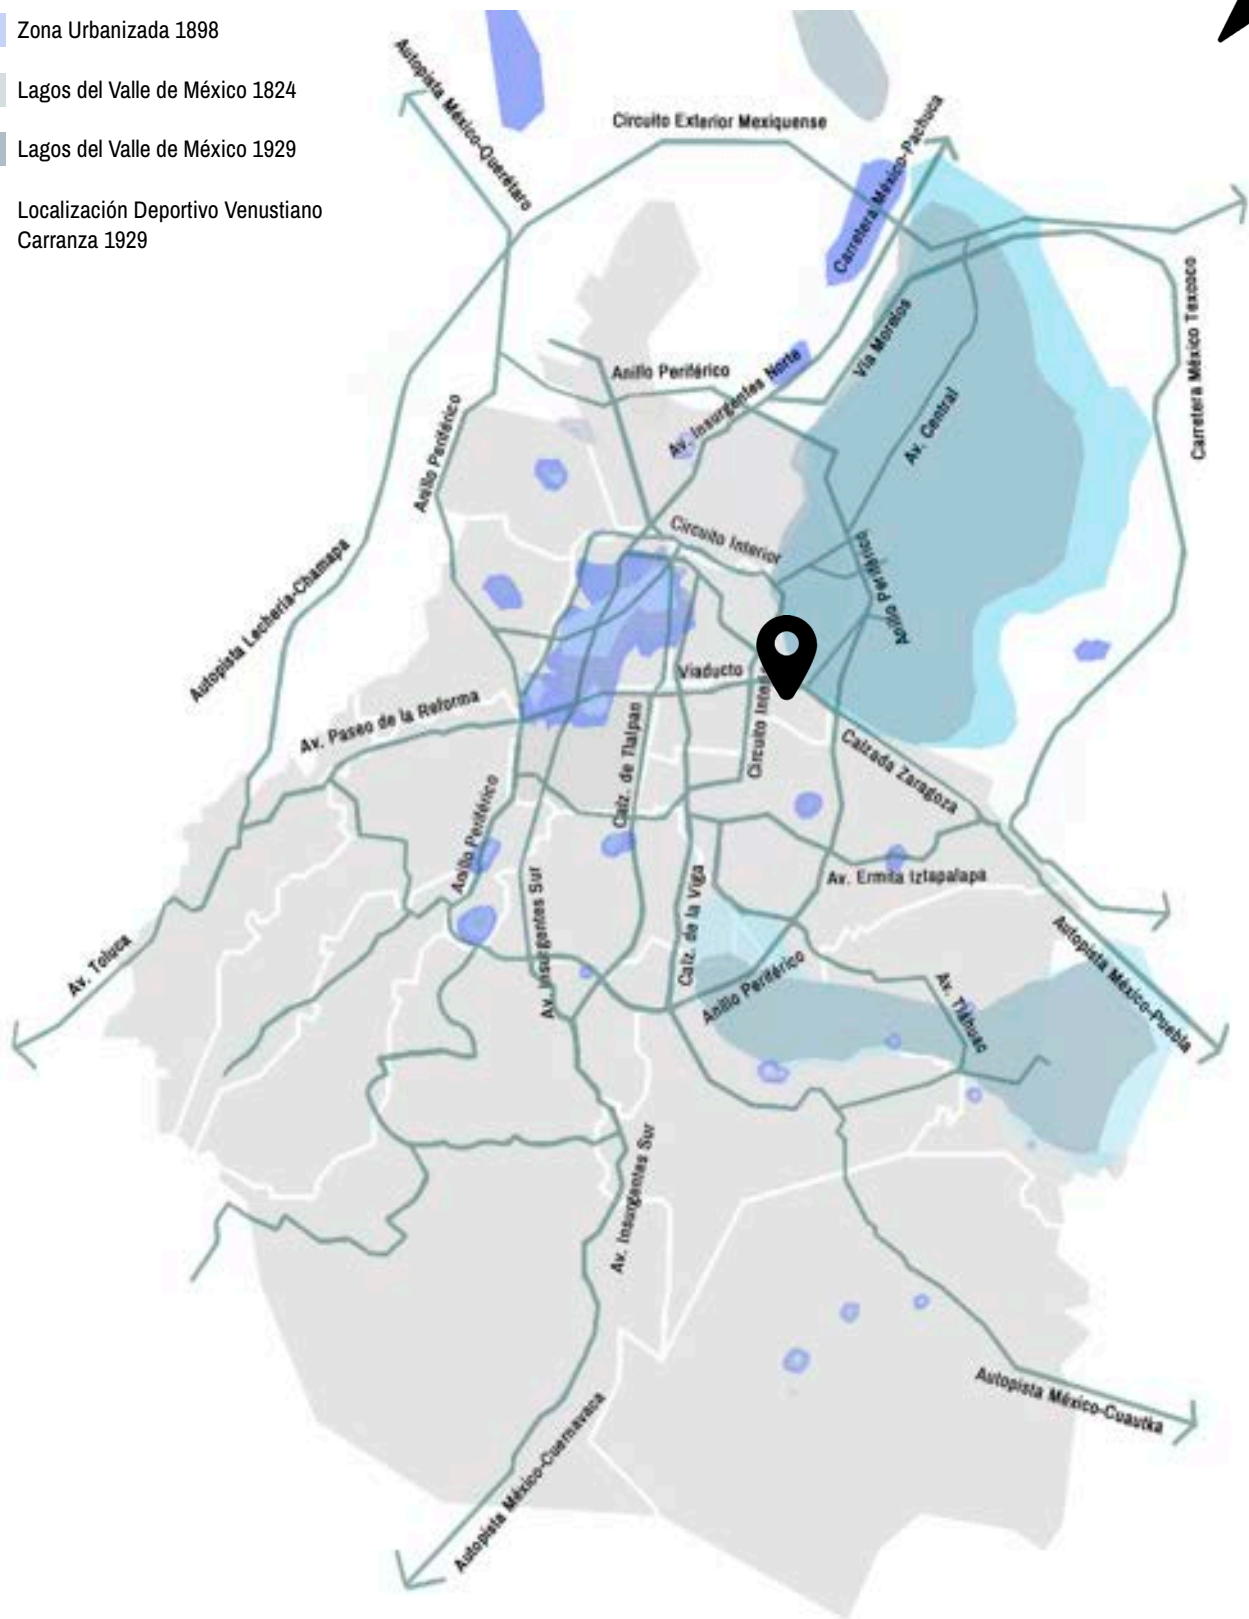 Zona Urbanizada 1898
Lagos del Valle de México 1824
Lagos del Valle de México 1929
Localización Deportivo Venustiano
Carranza 1929
Autopista México-Querétaro
Circuito Exterior Mexiquense
Carretera México-Pachuca
Carretera México Texcoco
Vía Morelos
Anillo Periférico
Av. Insurgentes Norte
Av. Central
Anillo Periférico
Circuito Interior
Anillo Periférico
Autopista Lechería-Chamapa
Viaducto
Av. Paseo de la Reforma
Circuito Inte
Calz. de Tlalpan
Calzada Zaragoza
Anillo Periférico
Av. Ermita Iztapalapa
Calz. de la Viga
Av. Insurgentes Sur
Av. Toluca
Anillo Periférico
Av. Tláhuac
Autopista México-Puebla
Av. Insurgentes Sur
Autopista México-Cuautka
Autopista México-Cuernavaca